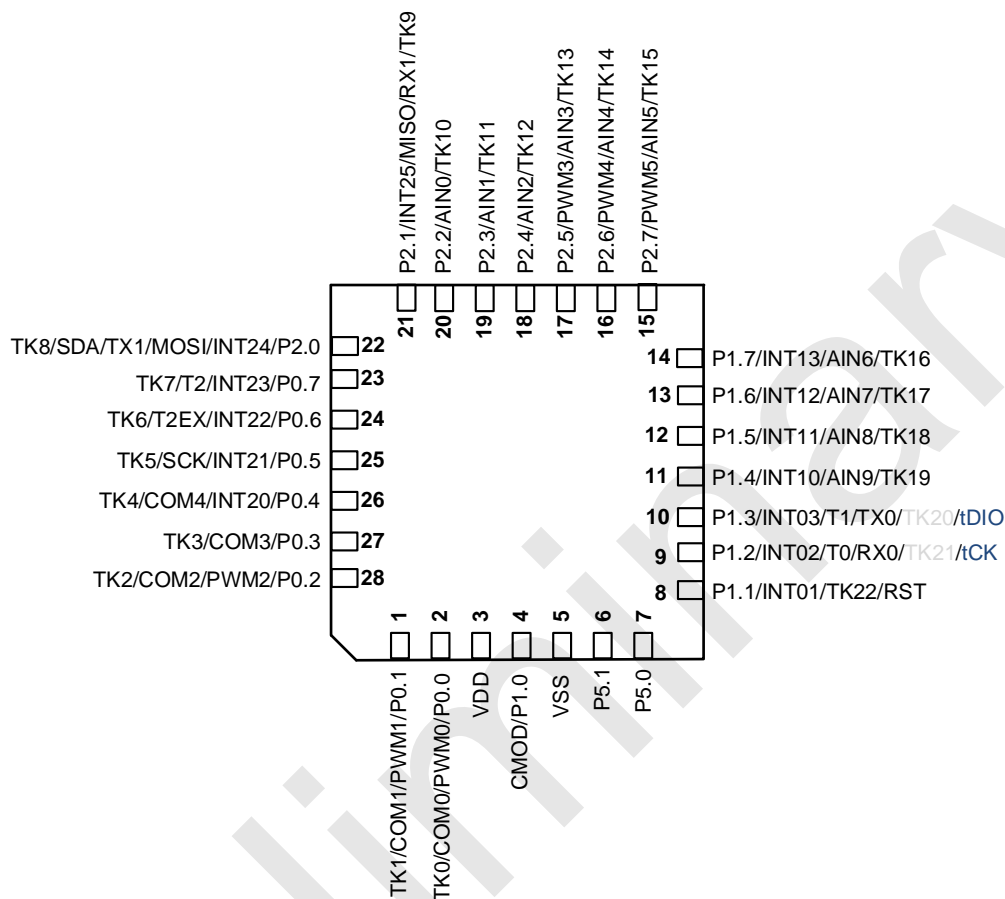 P2.1/INT25/MISO/RX1/TK9
P2.2/AIN0/TK10
P2.3/AIN1/TK11
P2.4/AIN2/TK12
P2.5/PWM3/AIN3/TK13
P2.6/PWM4/AIN4/TK14
P2.7/PWM5/AIN5/TK15
21
20
19
18
17
16
15
TK8/SDA/TX1/MOSI/INT24/P2.0
22
TK7/T2/INT23/P0.7
23
TK6/T2EX/INT22/P0.6
24
TK5/SCK/INT21/P0.5
25
TK4/COM4/INT20/P0.4
26
TK3/COM3/P0.3
27
TK2/COM2/PWM2/P0.2
28
14
P1.7/INT13/AIN6/TK16
13
P1.6/INT12/AIN7/TK17
12
P1.5/INT11/AIN8/TK18
11
P1.4/INT10/AIN9/TK19
10
P1.3/INT03/T1/TX0/TK20/tDIO
9
P1.2/INT02/T0/RX0/TK21/tCK
8
P1.1/INT01/TK22/RST
1
2
3
4
5
6
7
TK1/COM1/PWM1/P0.1
TK0/COM0/PWM0/P0.0
VDD
CMOD/P1.0
VSS
P5.1
P5.0